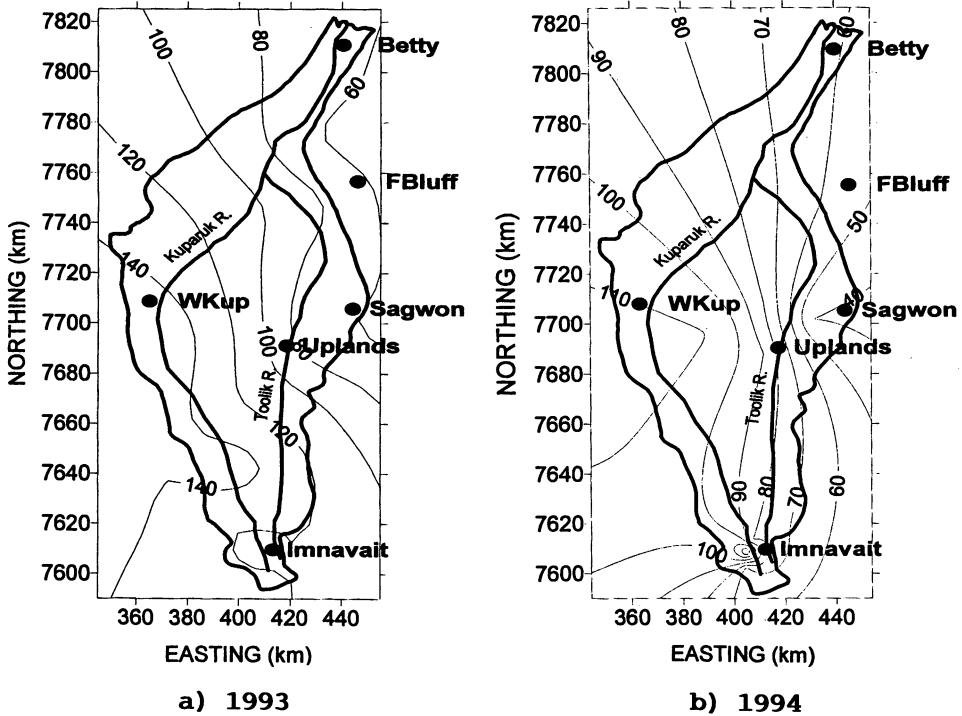 7820
7800
7780
7760
7740
7720
7700
7680
7660
7640
7620
7600
NORTHING (km)
360 380 400 420 440
EASTING (km)
a) 1993
100
80
60
120
140
100
80
120
140
Betty
FBluff
Kuparuk R.
WKup
Sagwon
Uplands
Toolik R.
Imnavait
7820
7800
7780
7760
7740
7720
7700
7680
7660
7640
7620
7600
NORTHING (km)
360 380 400 420 440
EASTING (km)
b) 1994
90
80
70
60
100
50
110
40
90
80
70
60
100
Betty
FBluff
Kuparuk R.
WKup
Sagwon
Uplands
Toolik R.
Imnavait